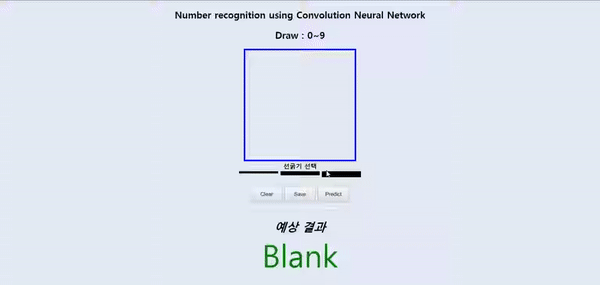 Number recognition using Convolution Neural Network
Draw : 0~9
선굵기 선택
Clear Save Predict
예상 결과
Blank